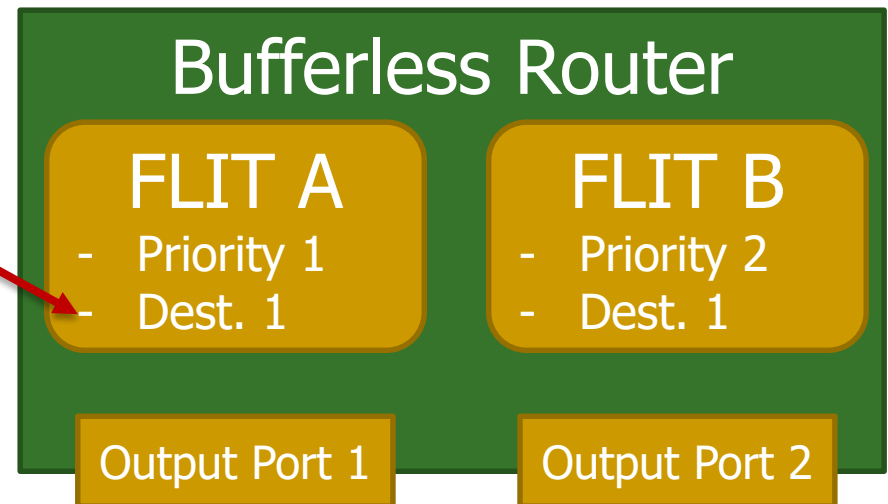 Bufferless Router
FLIT A
- Priority 1
- Dest. 1
FLIT B
- Priority 2
- Dest. 1
Output Port 1
Output Port 2